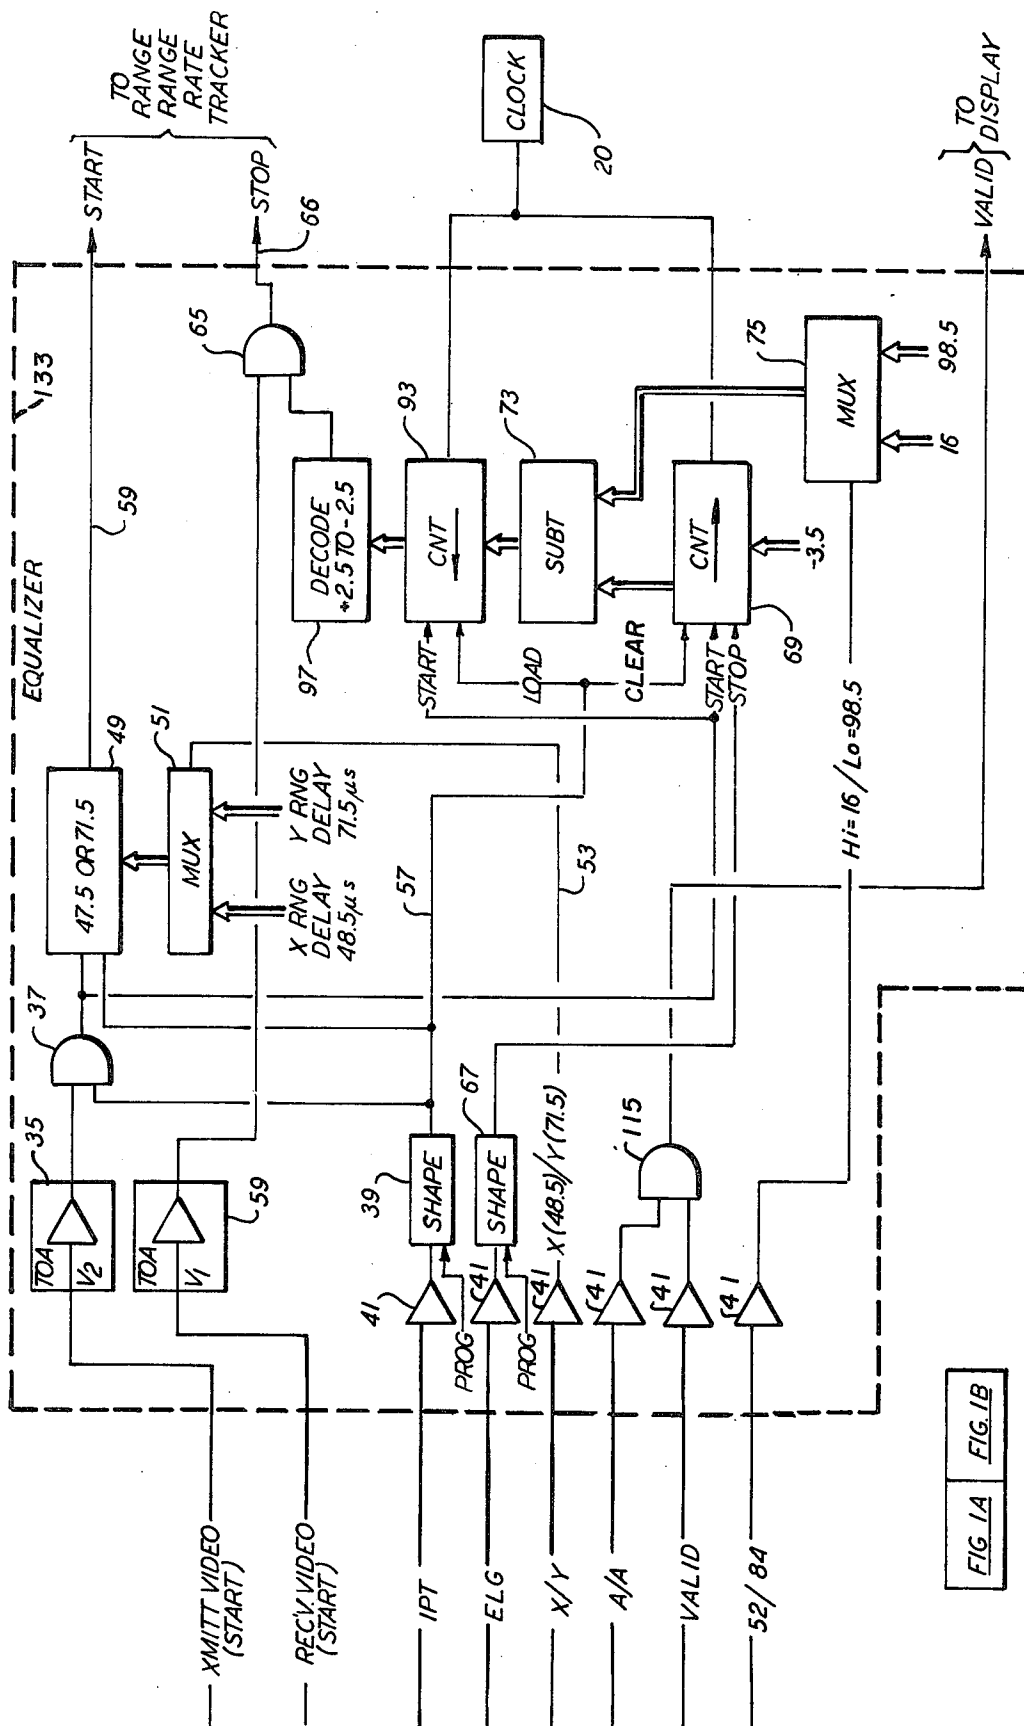 EQUALIZER
133
XMITT VIDEO
(START)
REC'V. VIDEO
(START)
IPT
ELG
X/Y
A/A
VALID
52/84
TOA
V2
35
TOA
V1
59
37
41
39
SHAPE
PROG
41
67
SHAPE
PROG
41
X(48.5)/Y(71.5)
41
41
115
41
49
47.5 OR 71.5
59
51
MUX
X RNG
DELAY
48.5µs
Y RNG
DELAY
71.5µs
57
53
START
STOP
66
TO
RANGE
RANGE
RATE
TRACKER
65
97
DECODE
+2.5 TO -2.5
93
CNT
START
LOAD
73
SUBT
CLEAR
START
STOP
CNT
69
-3.5
75
MUX
16
98.5
Hi=16/Lo=98.5
CLOCK
20
VALID
TO
DISPLAY
FIG 1A
FIG. 1B